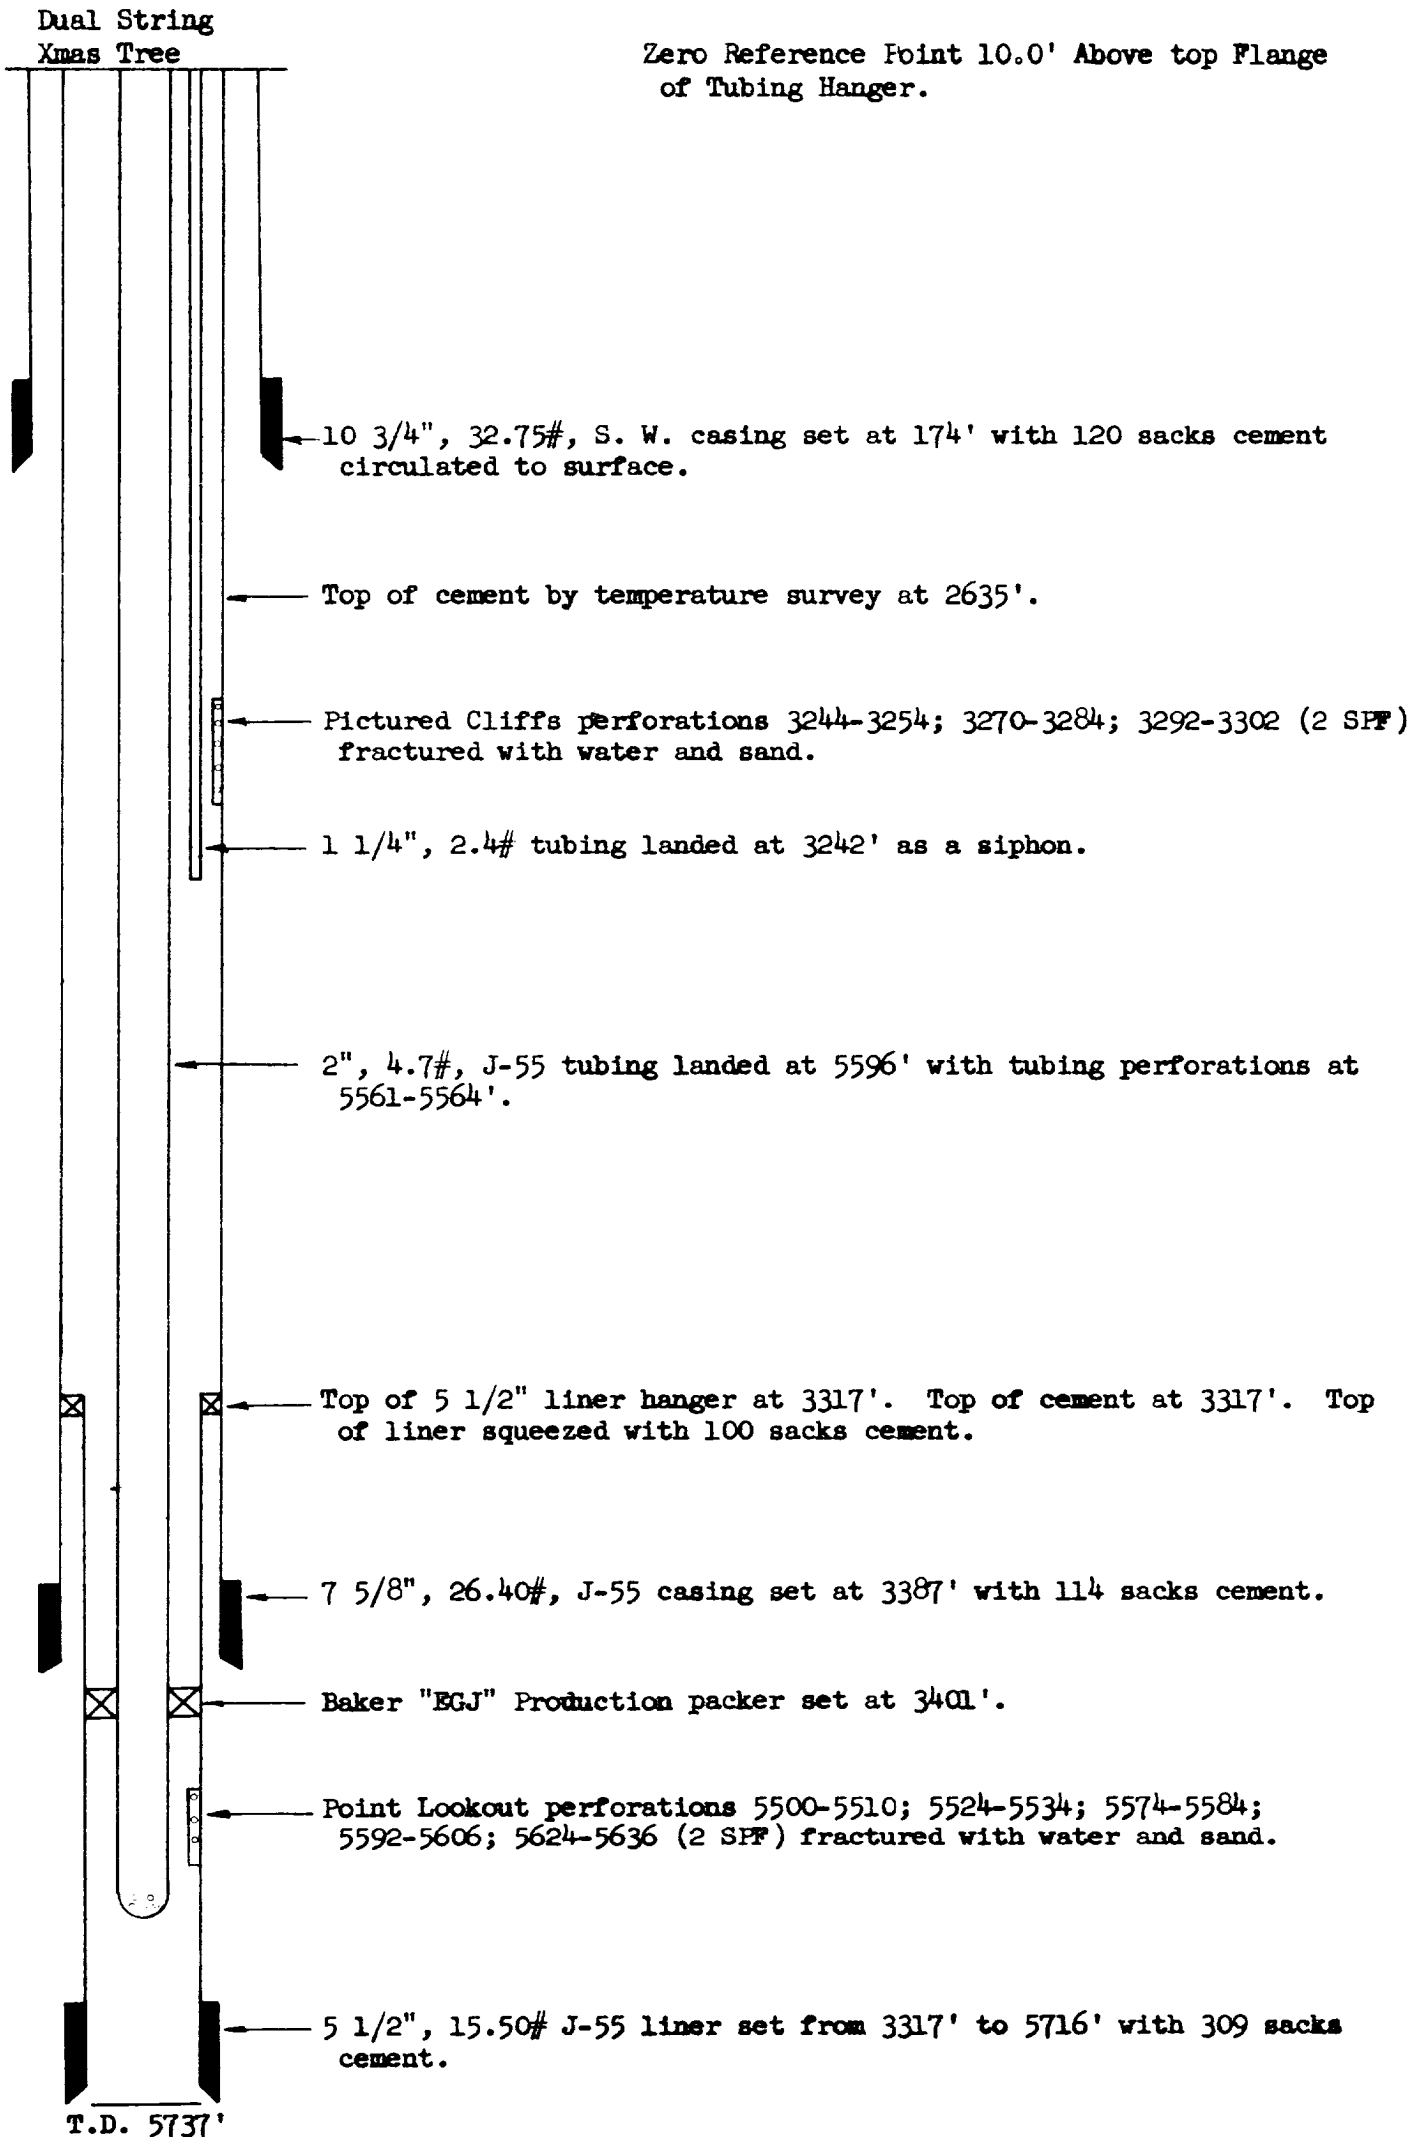 Dual String
Xmas Tree
Zero Reference Point 10.0' Above top Flange
of Tubing Hanger.
10 3/4", 32.75#, S. W. casing set at 174' with 120 sacks cement
circulated to surface.
Top of cement by temperature survey at 2635'.
Pictured Cliffs perforations 3244-3254; 3270-3284; 3292-3302 (2 SPF)
fractured with water and sand.
1 1/4", 2.4# tubing landed at 3242' as a siphon.
2", 4.7#, J-55 tubing landed at 5596' with tubing perforations at
5561-5564'.
Top of 5 1/2" liner hanger at 3317'. Top of cement at 3317'. Top
of liner squeezed with 100 sacks cement.
7 5/8", 26.40#, J-55 casing set at 3387' with 114 sacks cement.
Baker "EGJ" Production packer set at 3401'.
Point Lookout perforations 5500-5510; 5524-5534; 5574-5584;
5592-5606; 5624-5636 (2 SPF) fractured with water and sand.
5 1/2", 15.50# J-55 liner set from 3317' to 5716' with 309 sacks
cement.
T.D. 5737'